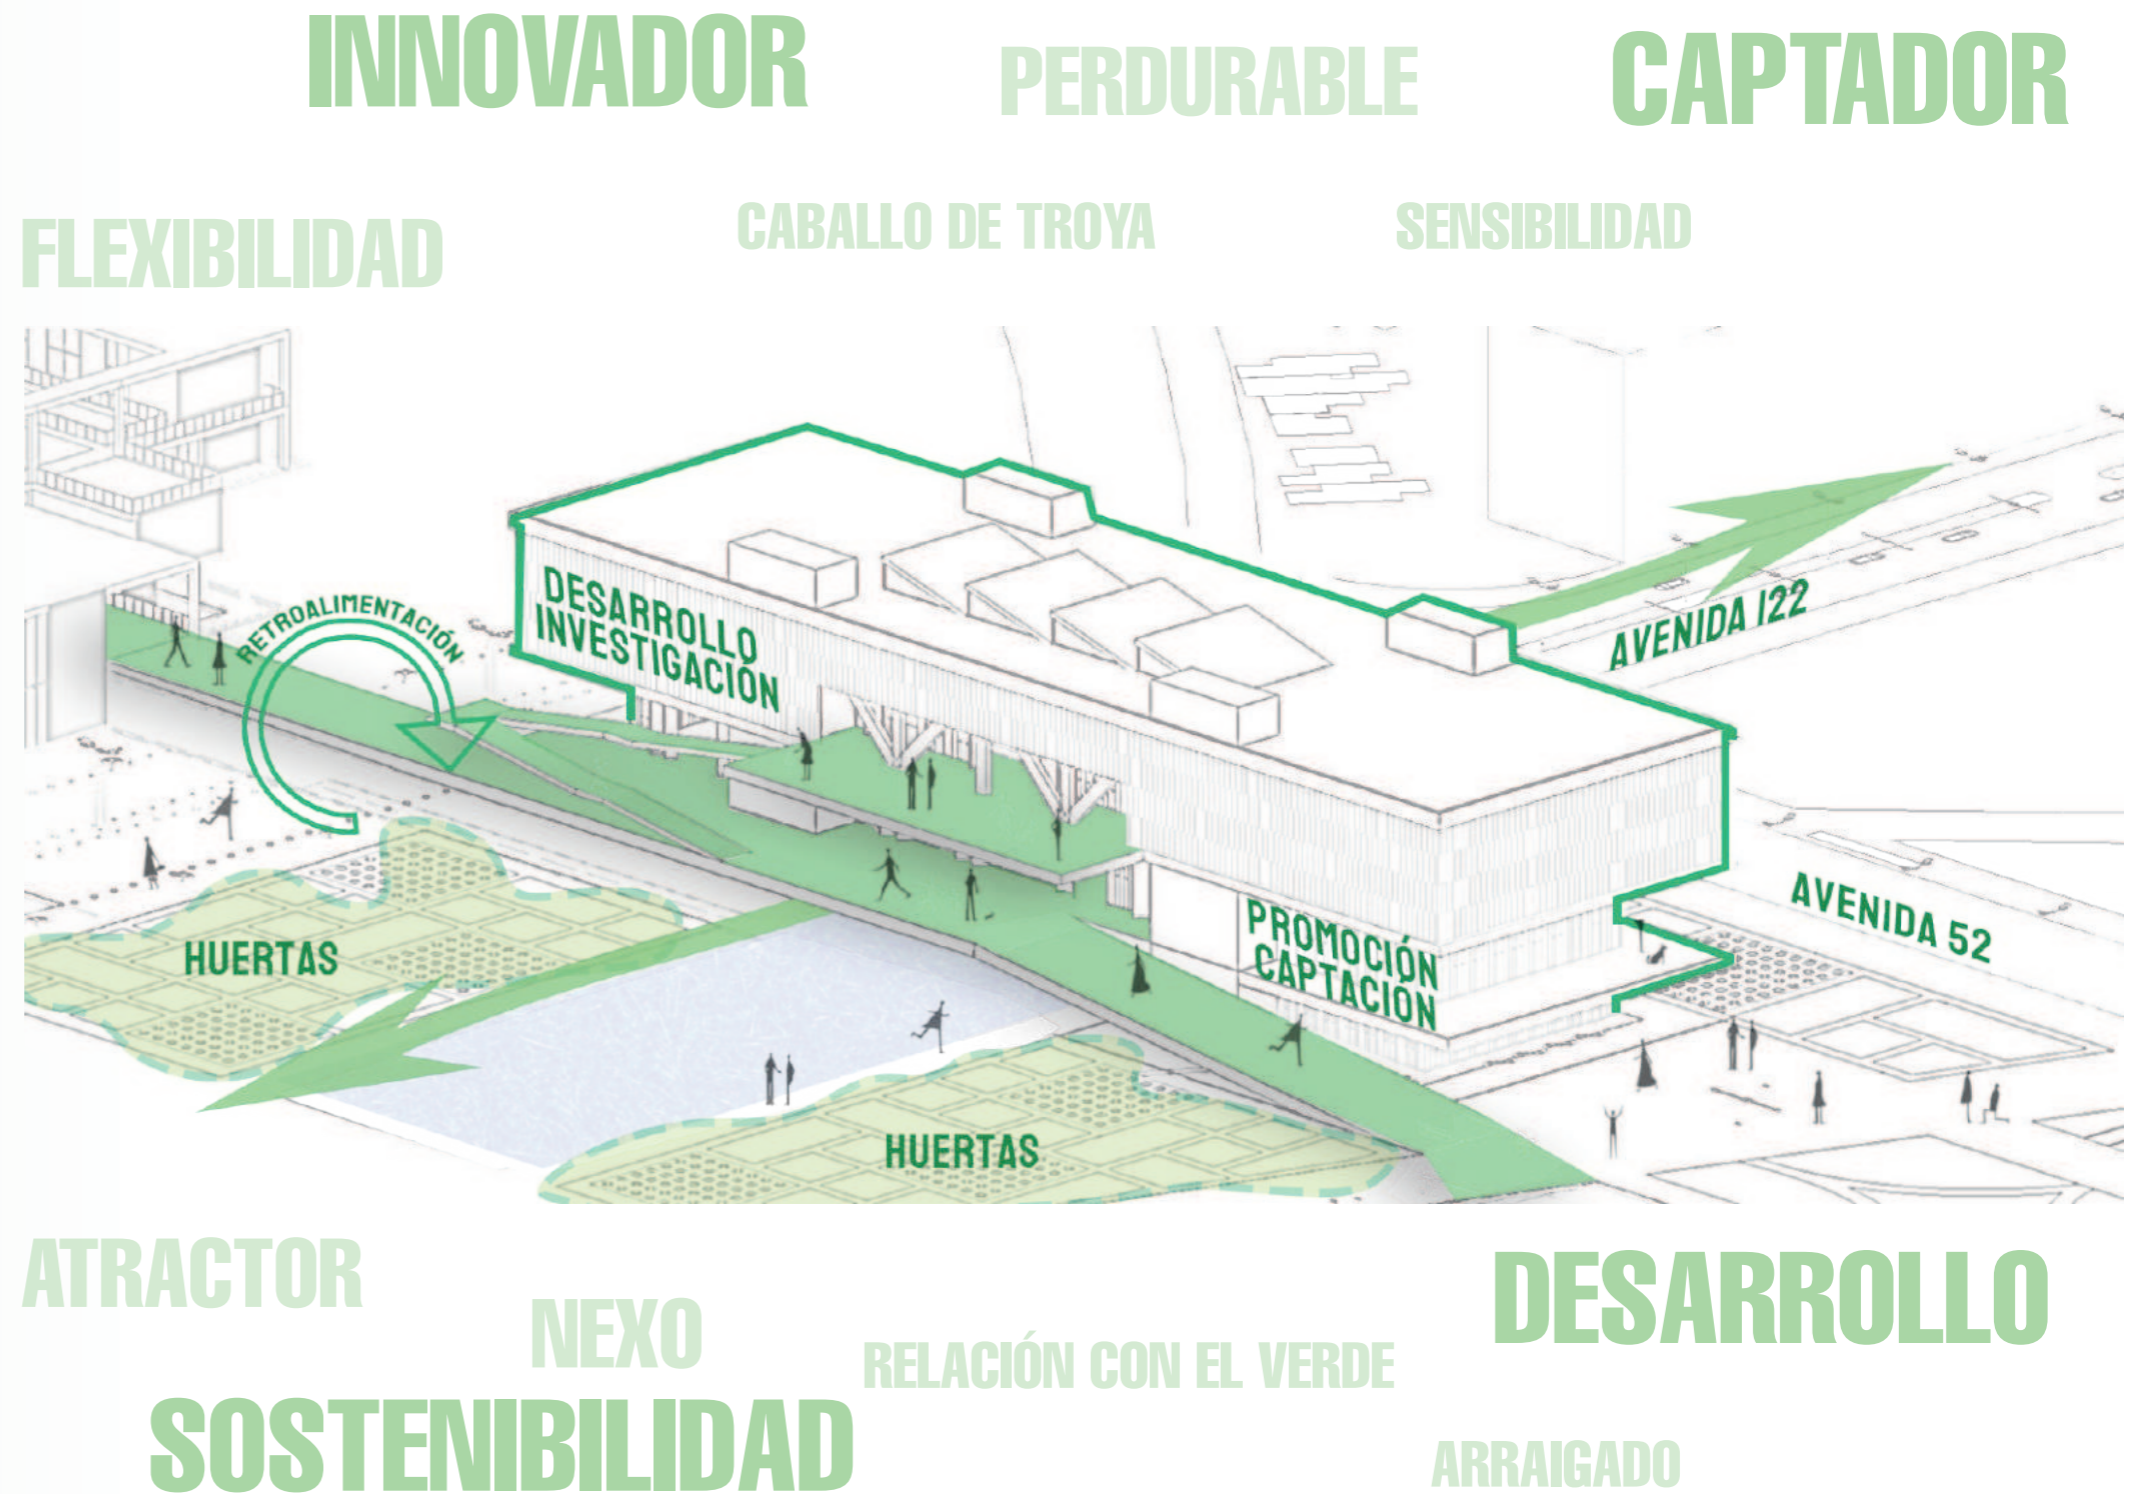 INNOVADOR
PERDURABLE
CAPTADOR
FLEXIBILIDAD
CABALLO DE TROYA
SENSIBILIDAD
DESARROLLO
INVESTIGACIÓN
RETROALIMENTACIÓN
AVENIDA 122
AVENIDA 52
PROMOCIÓN
CAPTACIÓN
HUERTAS
HUERTAS
ATRACTOR
NEXO
RELACIÓN CON EL VERDE
DESARROLLO
SOSTENIBILIDAD
ARRAIGADO